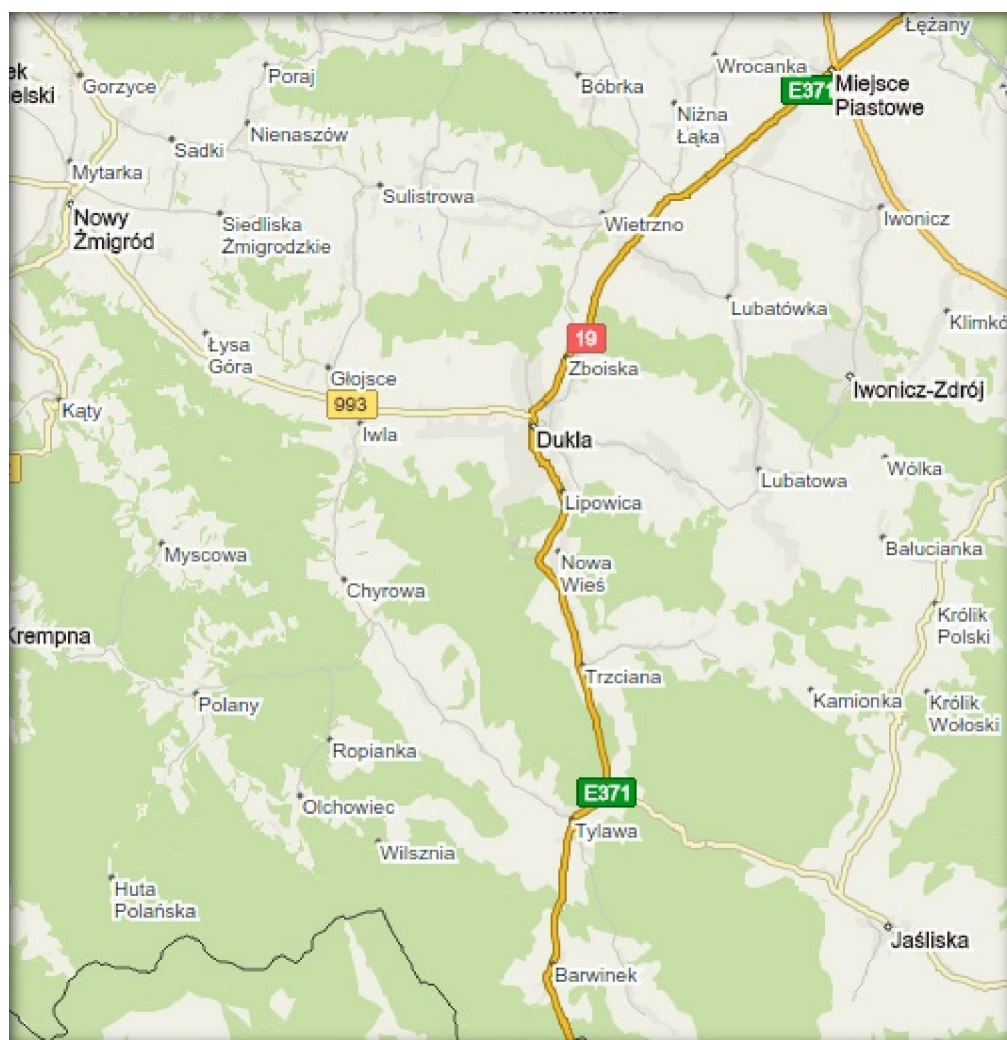 Łężany
Wrocanka
Poraj
Bóbrka
E371
Miejsce
Piastowe
ek
ielski
Gorzyce
Niżna
Łąka
Nienaszów
Sadki
Mytarka
Sulistrowa
Nowy
Żmigród
Siedliska
Żmigrodzkie
Wietrzno
Iwonicz
Lubatówka
Klimkó
19
Łysa
Góra
Zboiska
Głojsce
993
Iwonicz-Zdrój
Kąty
Iwla
Dukla
Wólka
Lubatowa
Lipowica
Bałucianka
Myscowa
Nowa
Wieś
Chyrowa
Królik
Polski
Krempna
Trzciana
Polany
Kamionka
Królik
Wołoski
Ropianka
E371
Olchowiec
Tylawa
Wilsznia
Huta
Polańska
Jaśliska
Barwinek